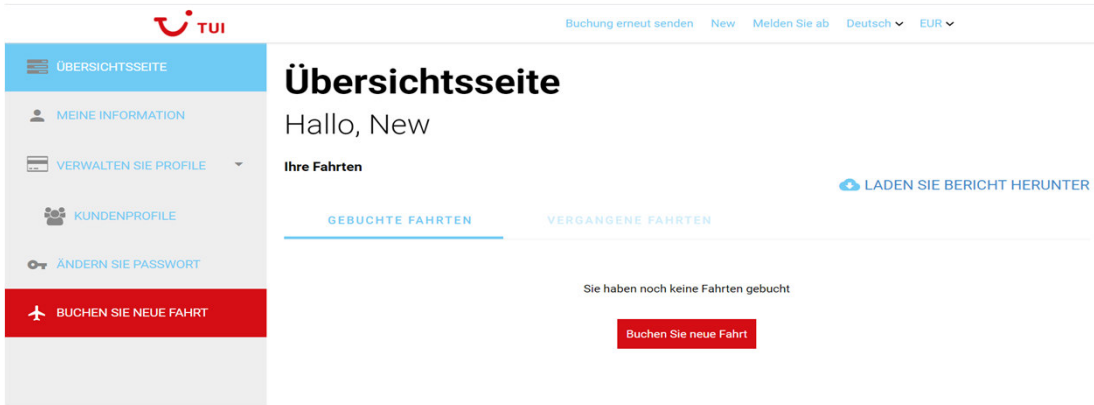 TUI
Buchung erneut senden New Melden Sie ab Deutsch EUR
ÜBERSICHTSSEITE
MEINE INFORMATION
VERWALTEN SIE PROFILE
KUNDENPROFILE
ÄNDERN SIE PASSWORT
BUCHEN SIE NEUE FAHRT
Übersichtsseite
Hallo, New
Ihre Fahrten
LADEN SIE BERICHT HERUNTER
GEBUCHTE FAHRTEN VERGANGENE FAHRTEN
Sie haben noch keine Fahrten gebucht
Buchen Sie neue Fahrt